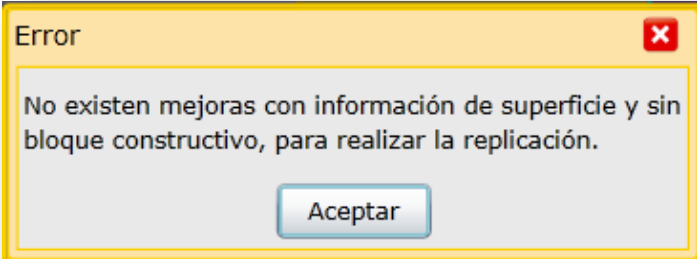 Error
No existen mejoras con información de superficie y sin
bloque constructivo, para realizar la replicación.
Aceptar